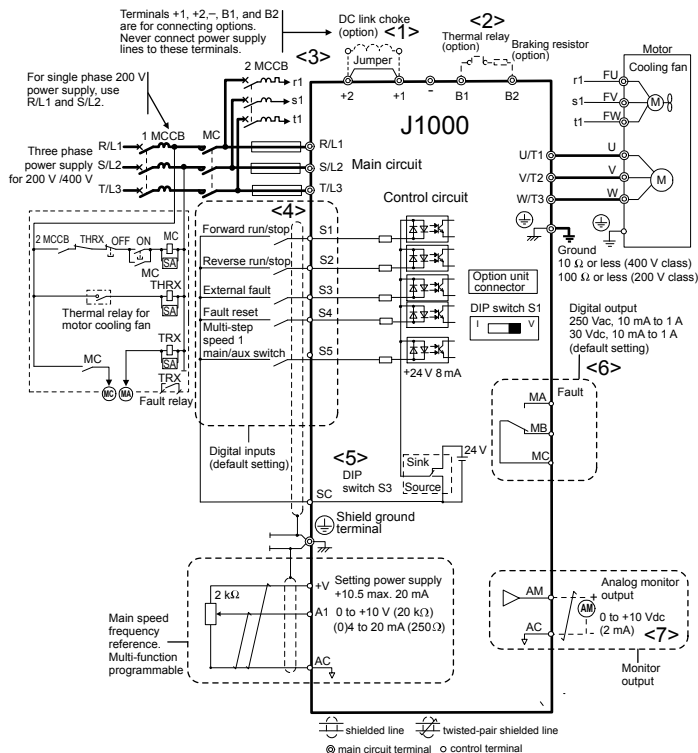 Terminals +1, +2,–, B1, and B2
are for connecting options.
Never connect power supply
lines to these terminals.
DC link choke
(option) <1>
Jumper
+2
+1
–
<2>
Thermal relay
(option)
Braking resistor
(option)
B1
B2
Motor
Cooling fan
r1
FU
s1
FV
t1
FW
M
<3>
2 MCCB
r1
s1
t1
For single phase 200 V
power supply, use
R/L1 and S/L2.
1 MCCB
MC
Three phase
power supply
for 200 V /400 V
R/L1
S/L2
T/L3
R/L1
S/L2
T/L3
J1000
Main circuit
Control circuit
U/T1
V/T2
W/T3
U
V
W
M
Ground
10 Ω or less (400 V class)
100 Ω or less (200 V class)
2 MCCB
THRX
OFF
ON
MC
SA
MC
THRX
SA
Thermal relay for
motor cooling fan
TRX
SA
MC
MC
MA
TRX
Fault relay
<4>
Forward run/stop
S1
Reverse run/stop
S2
External fault
S3
Fault reset
S4
Multi-step
speed 1
main/aux switch
S5
Digital inputs
(default setting)
Option unit
connector
DIP switch S1
I
V
+24 V 8 mA
Digital output
250 Vac, 10 mA to 1 A
30 Vdc, 10 mA to 1 A
(default setting)
<6>
MA
Fault
MB
MC
<5>
DIP
switch S3
Sink
Source
24 V
SC
Shield ground
terminal
Main speed
frequency
reference.
Multi-function
programmable
2 kΩ
+V
Setting power supply
+10.5 max. 20 mA
A1
0 to +10 V (20 kΩ)
(0)4 to 20 mA (250Ω)
AC
AM
+
Analog monitor
output
AM
0 to +10 Vdc
(2 mA)
AC
–
<7>
Monitor
output
shielded line
twisted-pair shielded line
main circuit terminal
control terminal